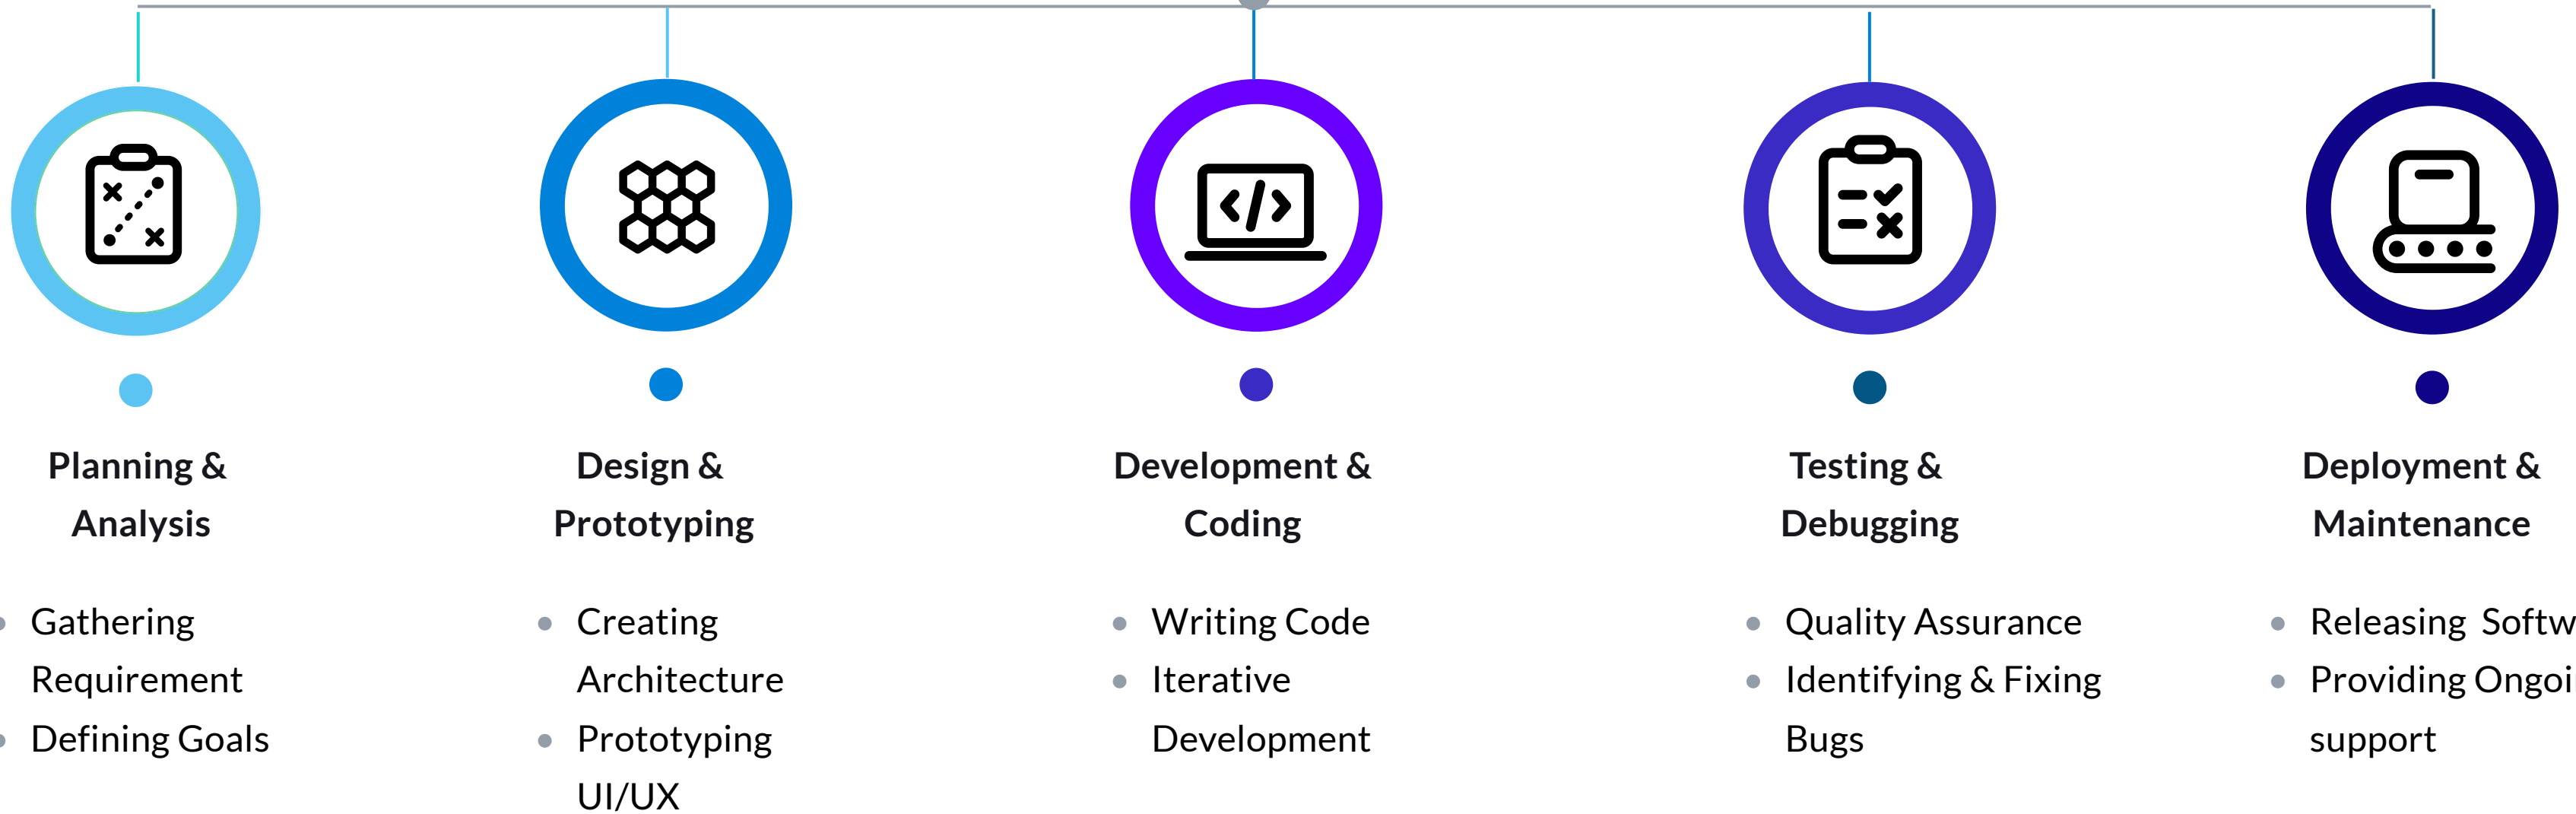 Planning &
Analysis
Gathering
Requirement
Defining Goals
Design &
Prototyping
Creating
Architecture
Prototyping
UI/UX
Development &
Coding
</>
Writing Code
Iterative
Development
Testing &
Debugging
Quality Assurance
Identifying & Fixing
Bugs
Deployment &
Maintenance
Releasing
Providing
support